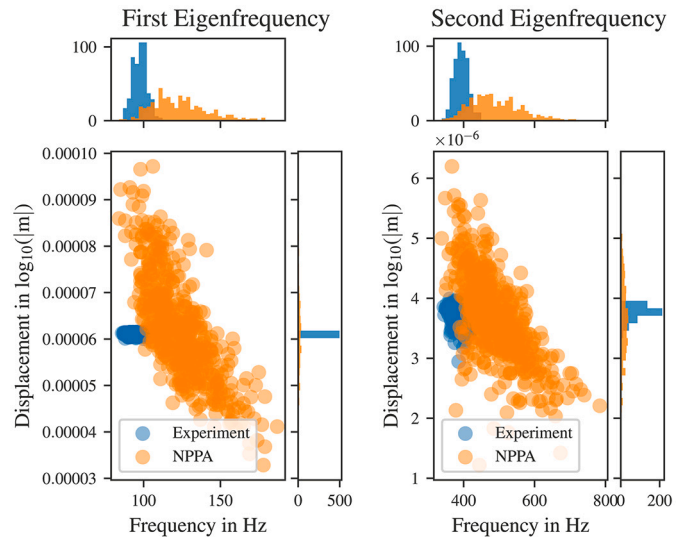 First Eigenfrequency
Second Eigenfrequency
100
0
100
0
×10⁻⁶
0.00010
0.00009
0.00008
0.00007
0.00006
0.00005
0.00004
0.00003
Displacement in log₁₀(|m|)
Experiment
NPPA
100
150
0
500
Frequency in Hz
6
5
4
3
2
1
Displacement in log₁₀(|m|)
Experiment
NPPA
400
600
800
0
200
Frequency in Hz